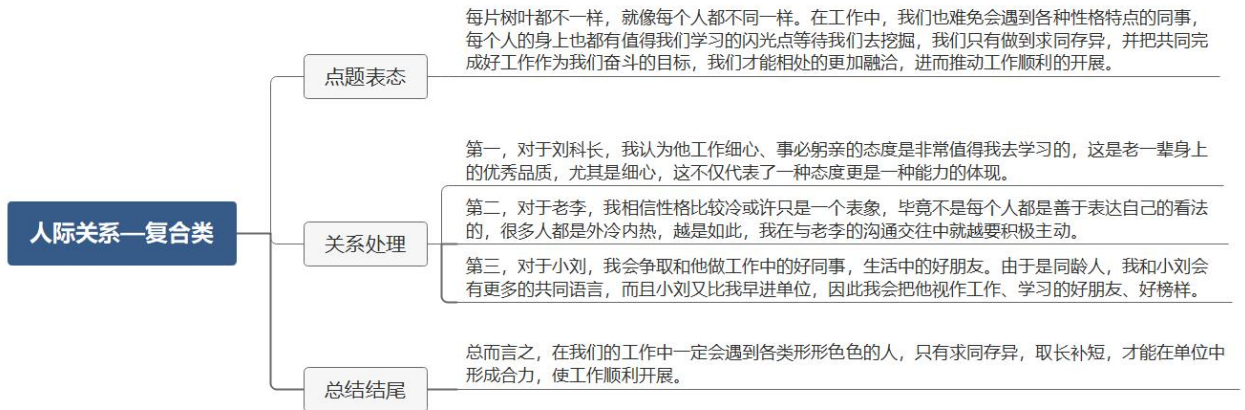 每片树叶都不一样，就像每个人都不同一样。在工作中，我们也难免会遇到各种性格特点的同事，
每个人的身上也都有值得我们学习的闪光点等待我们去挖掘，我们只有做到求同存异，并把共同完
成好工作作为我们奋斗的目标，我们才能相处的更加融洽，进而推动工作顺利的开展。
点题表态
第一，对于刘科长，我认为他工作细心、事必躬亲的态度是非常值得我去学习的，这是老一辈身上
的优秀品质，尤其是细心，这不仅代表了一种态度更是一种能力的体现。
人际关系—复合类
关系处理
第二，对于老李，我相信性格比较冷或许只是一个表象，毕竟不是每个人都是善于表达自己的看法
的，很多人都是外冷内热，越是如此，我在与老李的沟通交往中就越要积极主动。
第三，对于小刘，我会争取和他做工作中的好同事，生活中的好朋友。由于是同龄人，我和小刘会
有更多的共同语言，而且小刘又比我早进单位，因此我会把他视作工作、学习的好朋友、好榜样。
总而言之，在我们的工作中一定会遇到各类形形色色的人，只有求同存异，取长补短，才能在单位中
形成合力，使工作顺利开展。
总结结尾